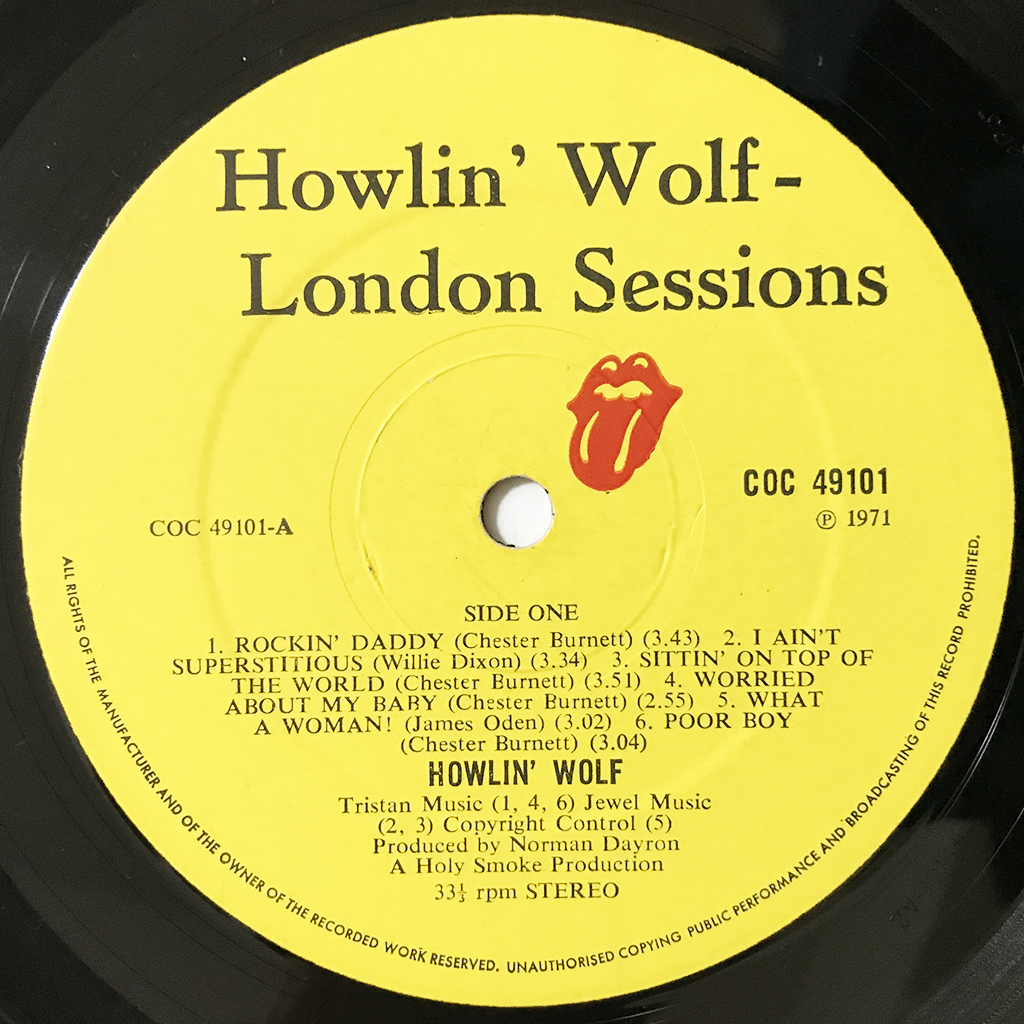 Howlin' Wolf -
London Sessions
COC 49101
℗ 1971
COC 49101-A
SIDE ONE
1. ROCKIN' DADDY (Chester Burnett) (3.43) 2. I AIN'T
SUPERSTITIOUS (Willie Dixon) (3.34) 3. SITTIN' ON TOP OF
THE WORLD (Chester Burnett) (3.51) 4. WORRIED
ABOUT MY BABY (Chester Burnett) (2.55) 5. WHAT
A WOMAN! (James Oden) (3.02) 6. POOR BOY
(Chester Burnett) (3.04)
HOWLIN' WOLF
Tristan Music (1, 4, 6) Jewel Music
(2, 3) Copyright Control (5)
Produced by Norman Dayron
A Holy Smoke Production
33⅓ rpm STEREO
ALL RIGHTS OF THE MANUFACTURER AND OF THE OWNER OF THE RECORDED WORK RESERVED. UNAUTHORISED COPYING PUBLIC PERFORMANCE AND BROADCASTING OF THIS RECORD PROHIBITED.